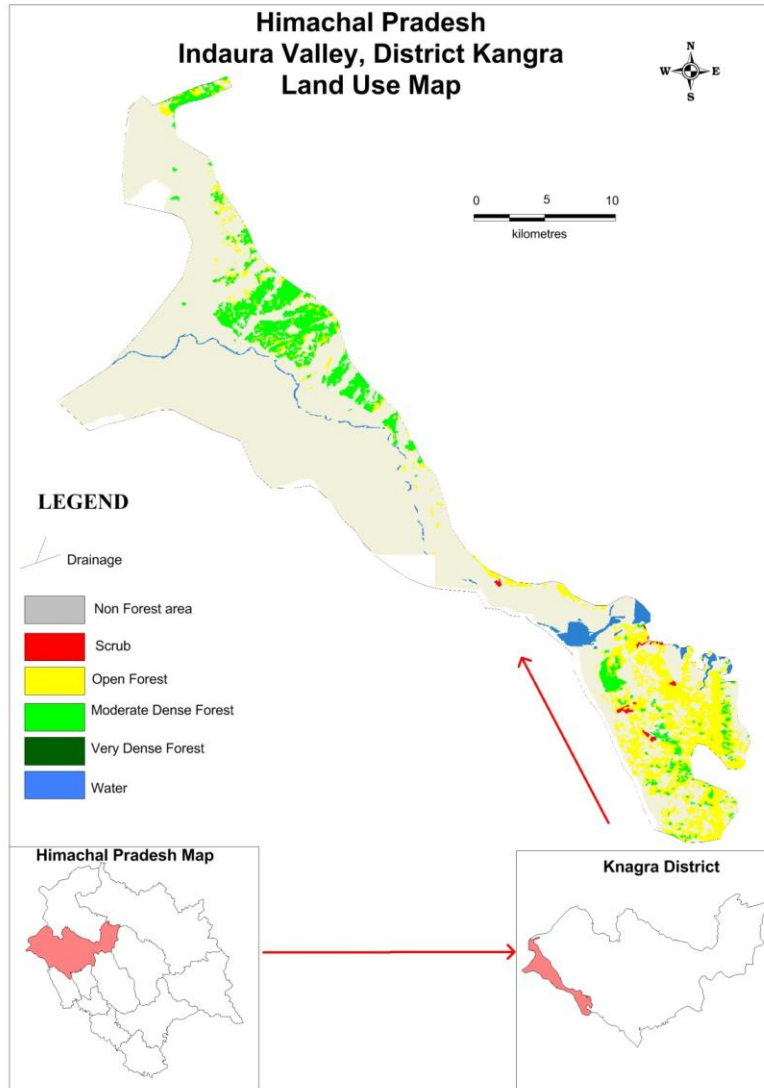 Himachal Pradesh
Indaura Valley, District Kangra
Land Use Map
N
W E
S
0 5 10
kilometres
LEGEND
Drainage
Non Forest area
Scrub
Open Forest
Moderate Dense Forest
Very Dense Forest
Water
Himachal Pradesh Map
Knagra District